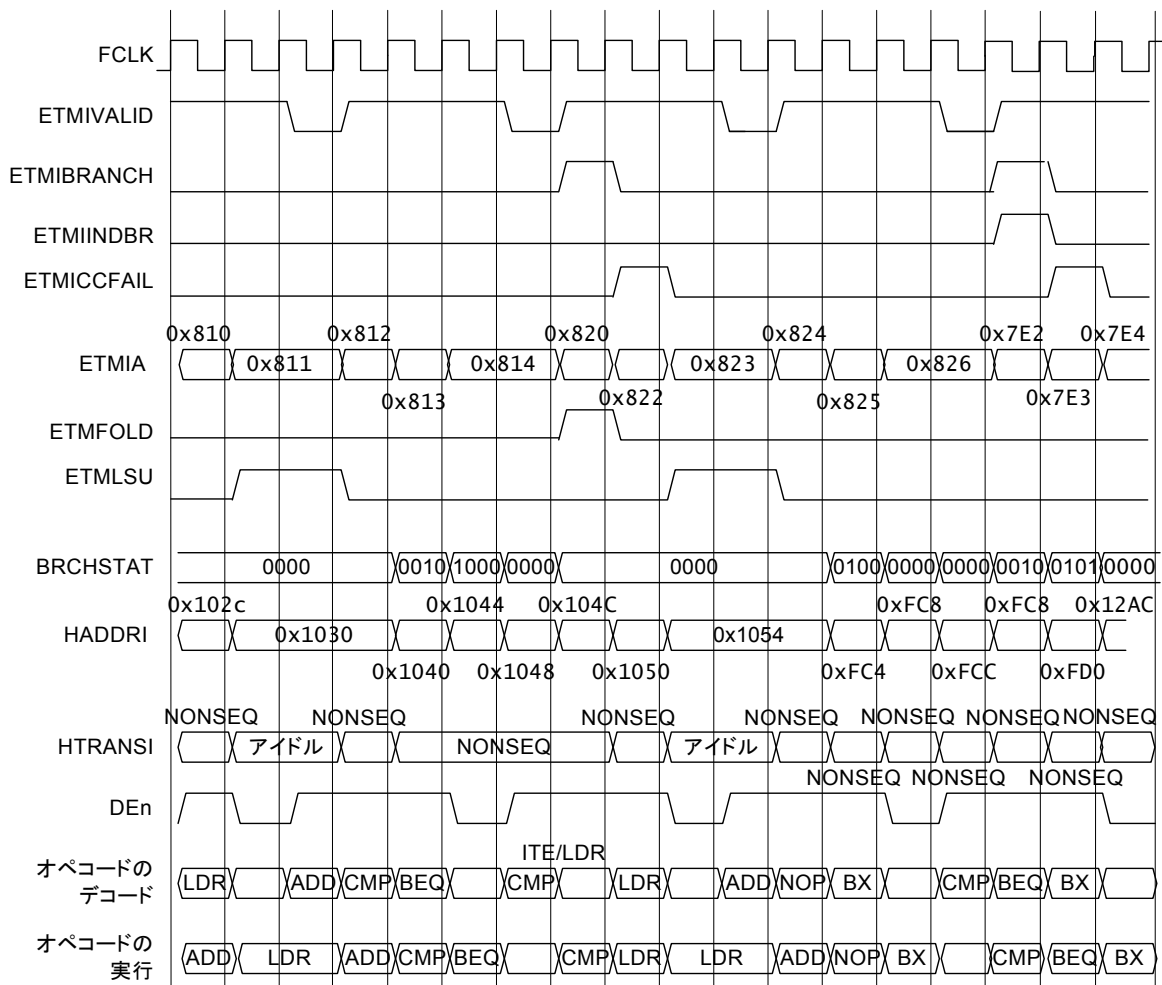 FCLK
ETMIVALID
ETMIBRANCH
ETMIINDBR
ETMICCFAIL
0x810 0x812 0x820 0x824 0x7E2 0x7E4
ETMIA 0x811 0x814 0x823 0x826
0x813 0x822 0x825 0x7E3
ETMFOLD
ETMLSU
BRCHSTAT 0000 0010 1000 0000 0000 0100 0000 0000 0010 0101 0000
0x102c 0x1044 0x104C 0xFC8 0xFC8 0x12AC
HADDRI 0x1030 0x1054
0x1040 0x1048 0x1050 0xFC4 0xFCC 0xFD0
NONSEQ NONSEQ NONSEQ NONSEQ NONSEQ NONSEQ NONSEQ
HTRANSI アイドル NONSEQ アイドル
NONSEQ NONSEQ NONSEQ
DEn
ITE/LDR
オペコードの
デコード
LDR ADD CMP BEQ CMP LDR ADD NOP BX CMP BEQ BX
オペコードの
実行
ADD LDR ADD CMP BEQ CMP LDR LDR ADD NOP BX CMP BEQ BX